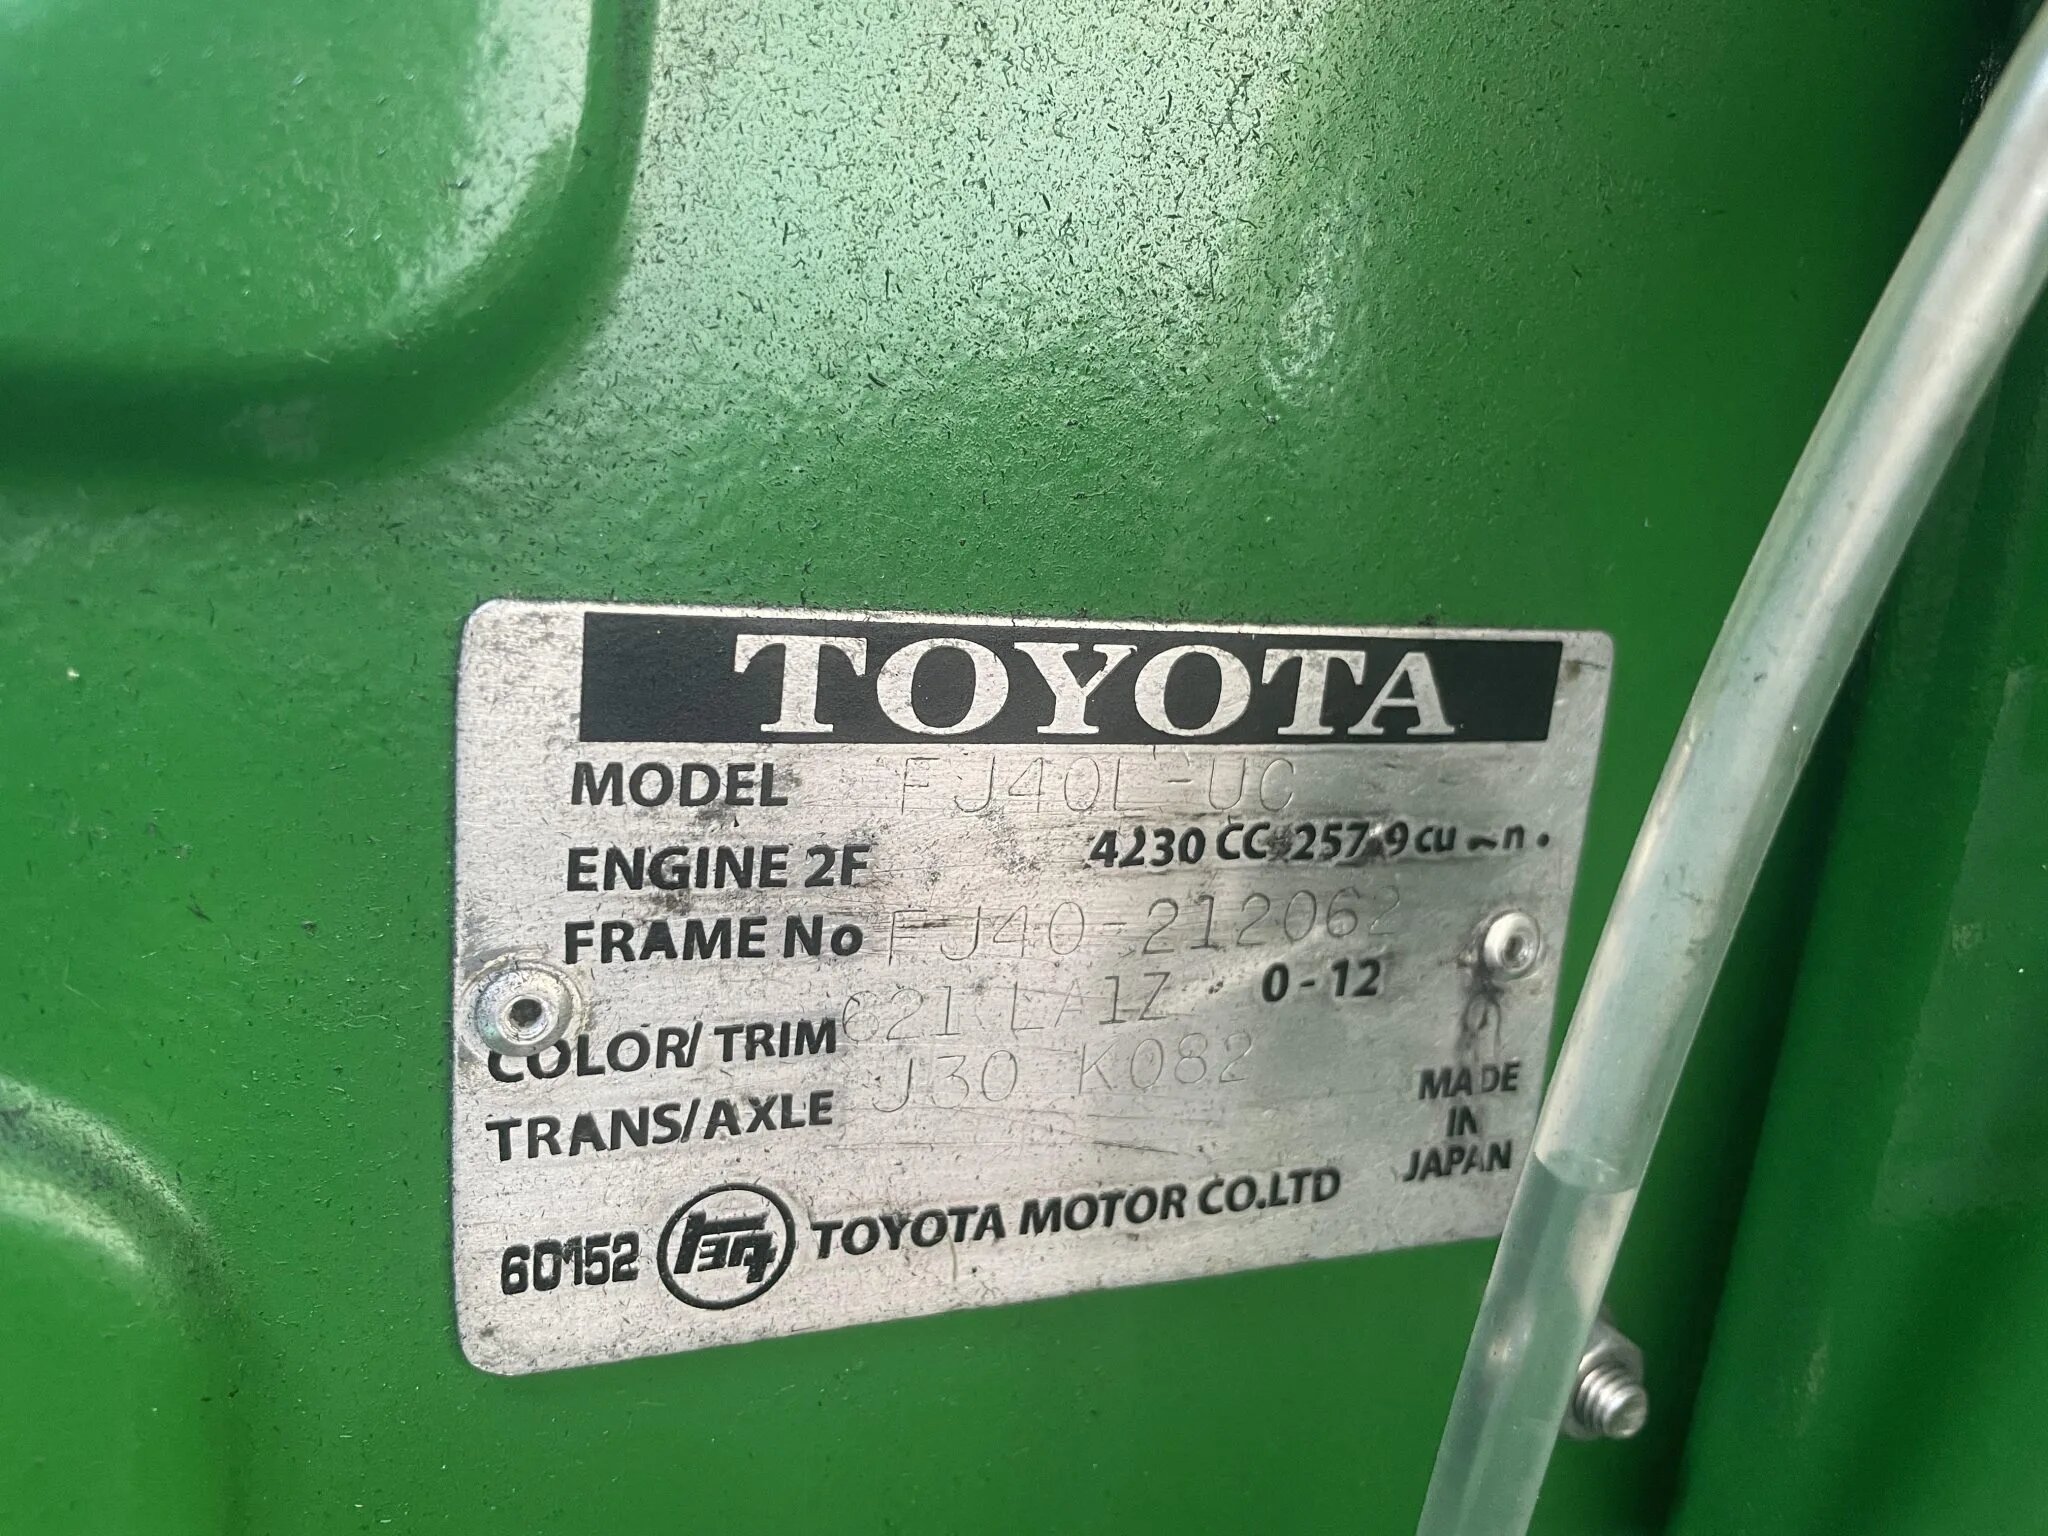 TOYOTA
MODEL FJ40L-UC
ENGINE 2F 4230 CC 257.9 cu in.
FRAME No FJ40-212062
COLOR/TRIM 621 LA1Z 0-12
TRANS/AXLE J30 K082
MADE
IN
JAPAN
60152 TEQ TOYOTA MOTOR CO.LTD